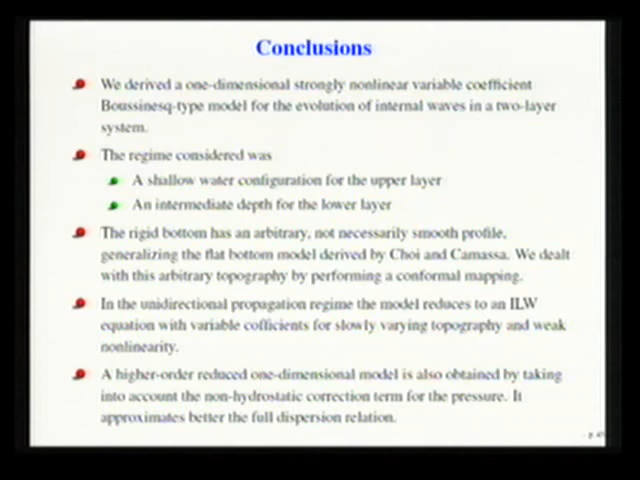 Conclusions
We derived a one-dimensional strongly nonlinear variable coefficient
Boussinesq-type model for the evolution of internal waves in a two-layer
system.
The regime considered was
A shallow water configuration for the upper layer
An intermediate depth for the lower layer
The rigid bottom has an arbitrary, not necessarily smooth profile,
generalizing the flat bottom model derived by Choi and Camassa. We dealt
with this arbitrary topography by performing a conformal mapping.
In the unidirectional propagation regime the model reduces to an ILW
equation with variable cofficients for slowly varying topography and weak
nonlinearity.
A higher-order reduced one-dimensional model is also obtained by taking
into account the non-hydrostatic correction term for the pressure. It
approximates better the full dispersion relation.